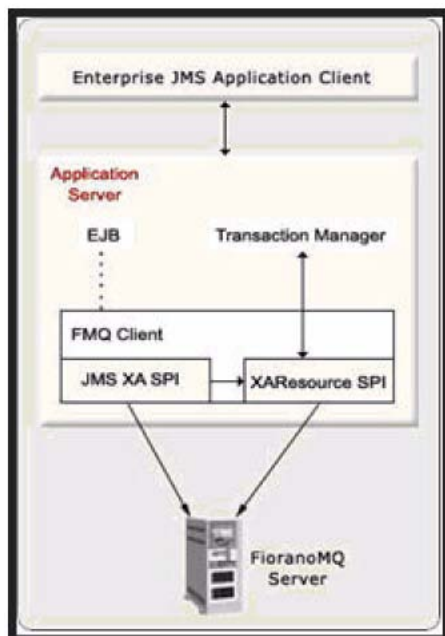 Enterprise JMS Application Client
Application
Server
EJB
Transaction Manager
FMQ Client
JMS XA SPI
XAResource SPI
FioranoMQ
Server